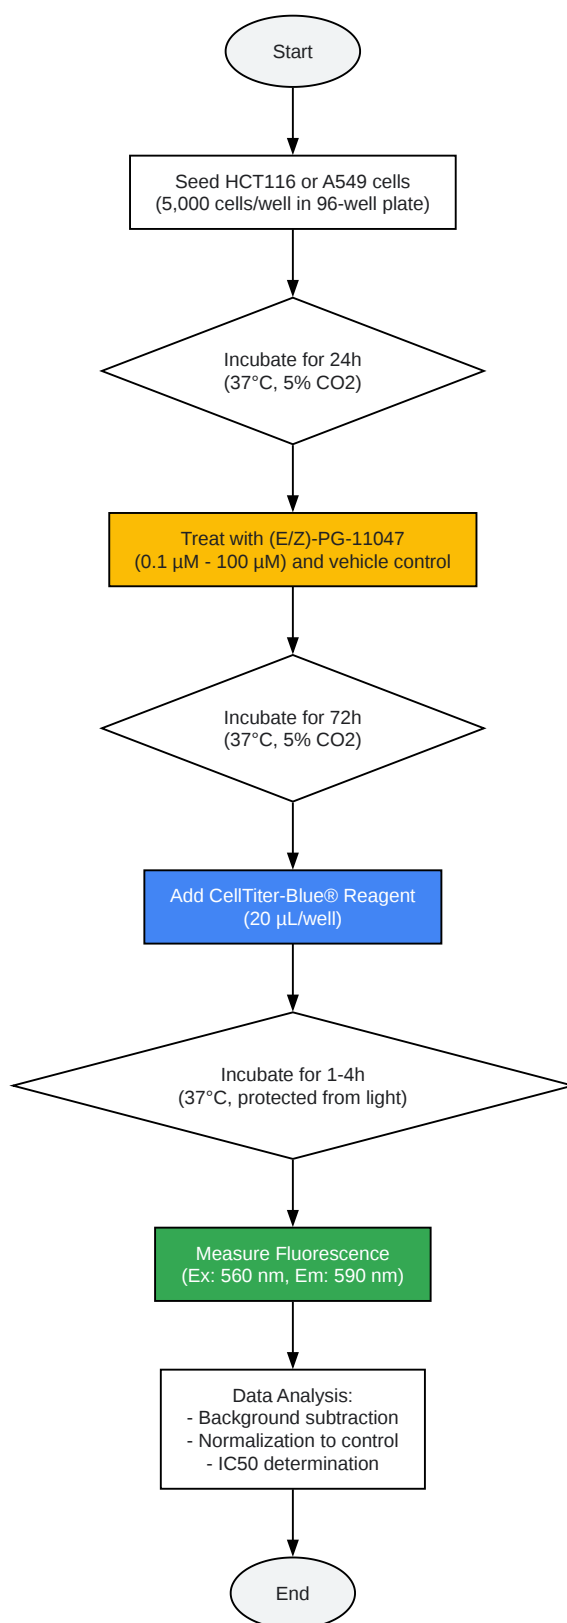 Start
Seed HCT116 or A549 cells
(5,000 cells/well in 96-well plate)
Incubate for 24h
(37°C, 5% CO2)
Treat with (E/Z)-PG-11047
(0.1 µM - 100 µM) and vehicle control
Incubate for 72h
(37°C, 5% CO2)
Add CellTiter-Blue® Reagent
(20 µL/well)
Incubate for 1-4h
(37°C, protected from light)
Measure Fluorescence
(Ex: 560 nm, Em: 590 nm)
Data Analysis:
- Background subtraction
- Normalization to control
- IC50 determination
End